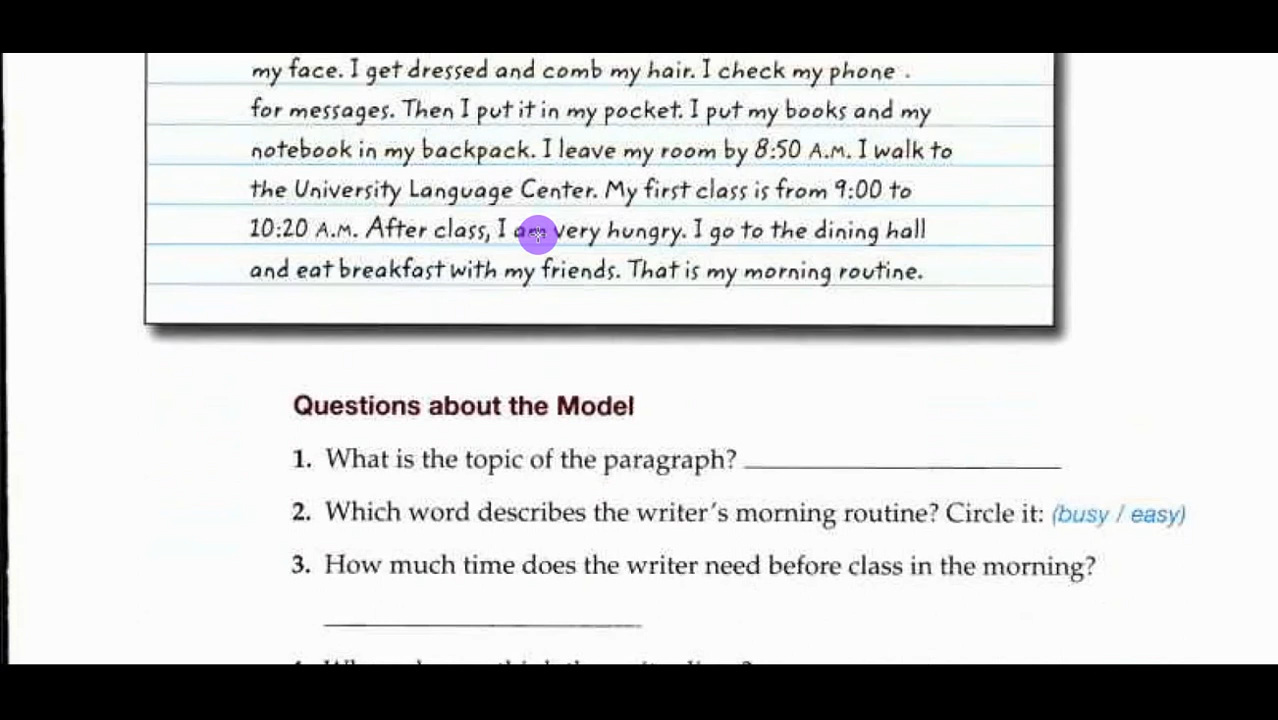 my face. I get dressed and comb my hair. I check my phone .
for messages. Then I put it in my pocket. I put my books and my
notebook in my backpack. I leave my room by 8:50 A.M. I walk to
the University Language Center. My first class is from 9:00 to
10:20 A.M. After class, I am very hungry. I go to the dining hall
and eat breakfast with my friends. That is my morning routine.
Questions about the Model
1. What is the topic of the paragraph?
2. Which word describes the writer's morning routine? Circle it: (busy / easy)
3. How much time does the writer need before class in the morning?